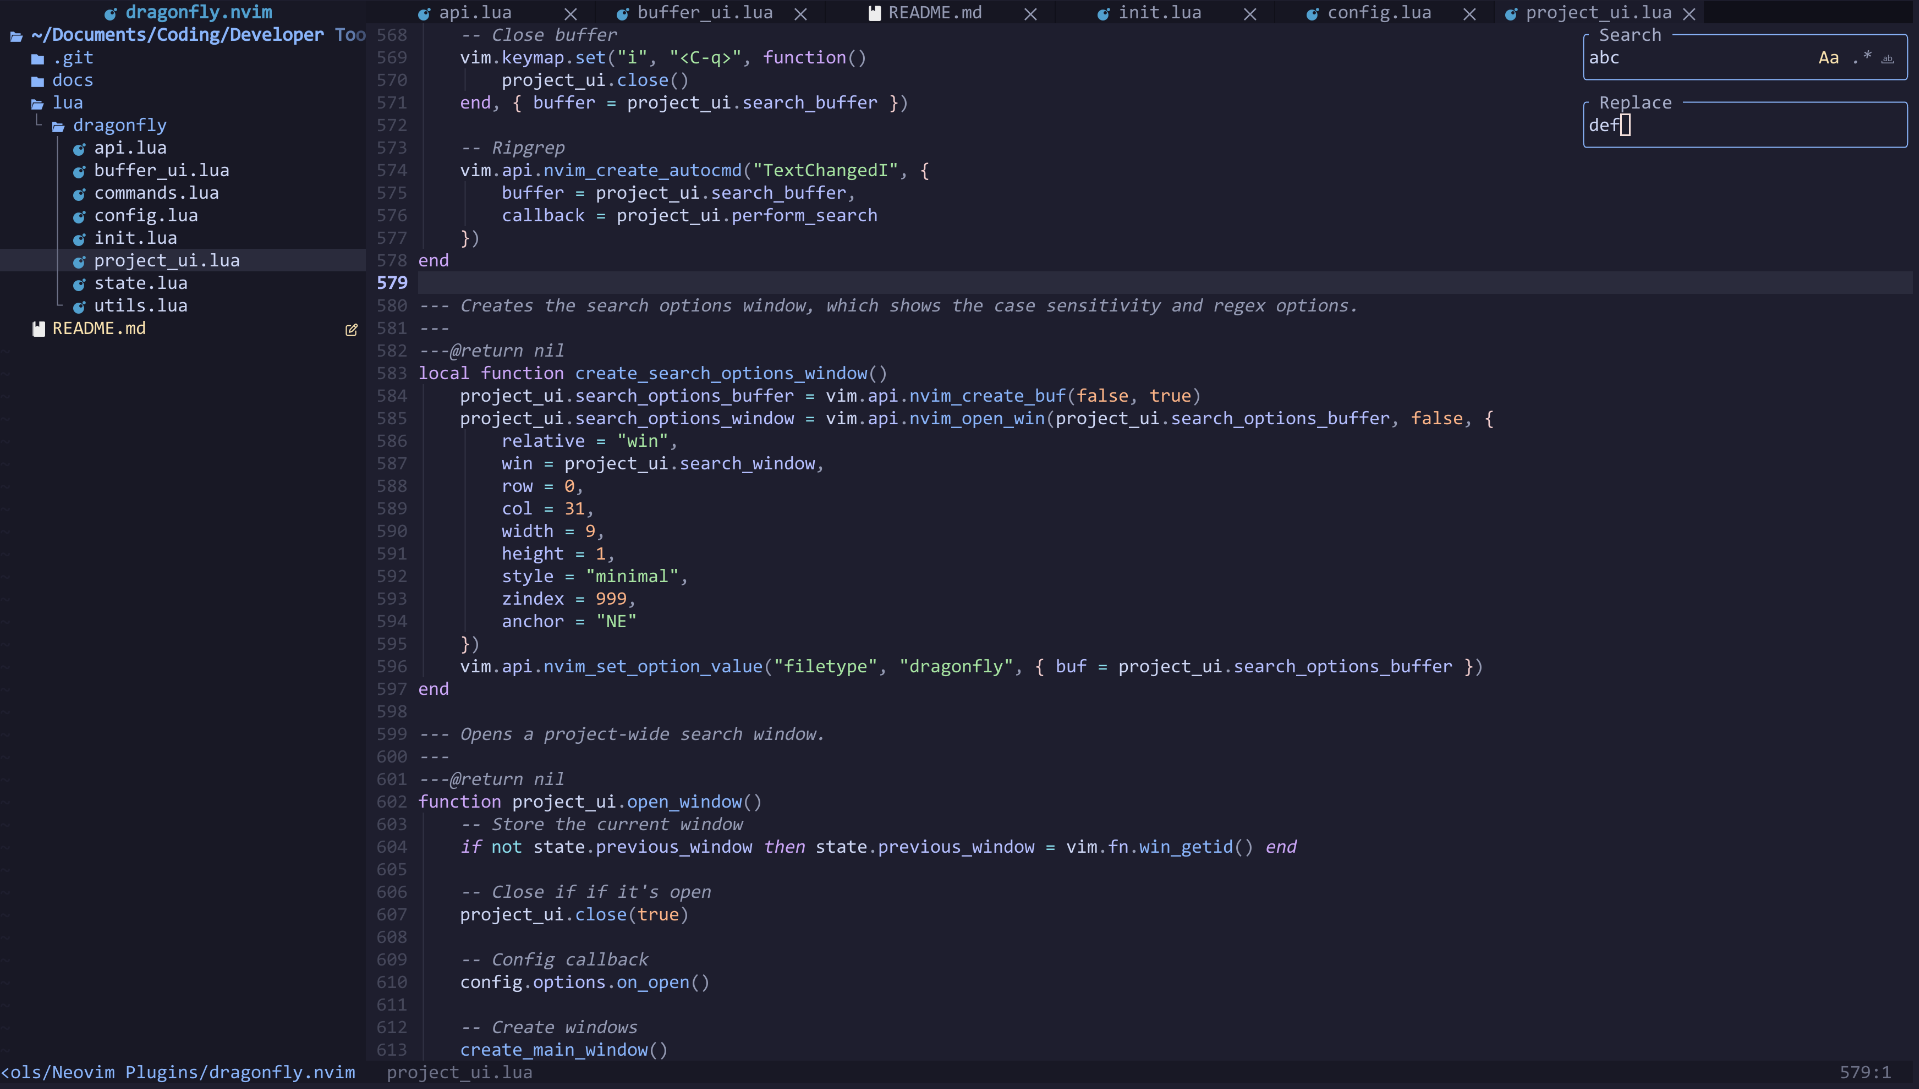 dragonfly.nvim
~/Documents/Coding/Developer Too
.git
docs
lua
dragonfly
api.lua
buffer_ui.lua
commands.lua
config.lua
init.lua
project_ui.lua
state.lua
utils.lua
README.md
<ols/Neovim Plugins/dragonfly.nvim
api.lua buffer_ui.lua README.md init.lua config.lua project_ui.lua
568 -- Close buffer
569 vim.keymap.set("i", "<C-q>", function()
570 project_ui.close()
571 end, { buffer = project_ui.search_buffer })
572
573 -- Ripgrep
574 vim.api.nvim_create_autocmd("TextChangedI", {
575 buffer = project_ui.search_buffer,
576 callback = project_ui.perform_search
577 })
578 end
579
580 --- Creates the search options window, which shows the case sensitivity and regex options.
581 ---
582 ---@return nil
583 local function create_search_options_window()
584 project_ui.search_options_buffer = vim.api.nvim_create_buf(false, true)
585 project_ui.search_options_window = vim.api.nvim_open_win(project_ui.search_options_buffer, false, {
586 relative = "win",
587 win = project_ui.search_window,
588 row = 0,
589 col = 31,
590 width = 9,
591 height = 1,
592 style = "minimal",
593 zindex = 999,
594 anchor = "NE"
595 })
596 vim.api.nvim_set_option_value("filetype", "dragonfly", { buf = project_ui.search_options_buffer })
597 end
598
599 --- Opens a project-wide search window.
600 ---
601 ---@return nil
602 function project_ui.open_window()
603 -- Store the current window
604 if not state.previous_window then state.previous_window = vim.fn.win_getid() end
605
606 -- Close if if it's open
607 project_ui.close(true)
608
609 -- Config callback
610 config.options.on_open()
611
612 -- Create windows
613 create_main_window()
project_ui.lua 579:1
Search
abc Aa .* ab
Replace
def